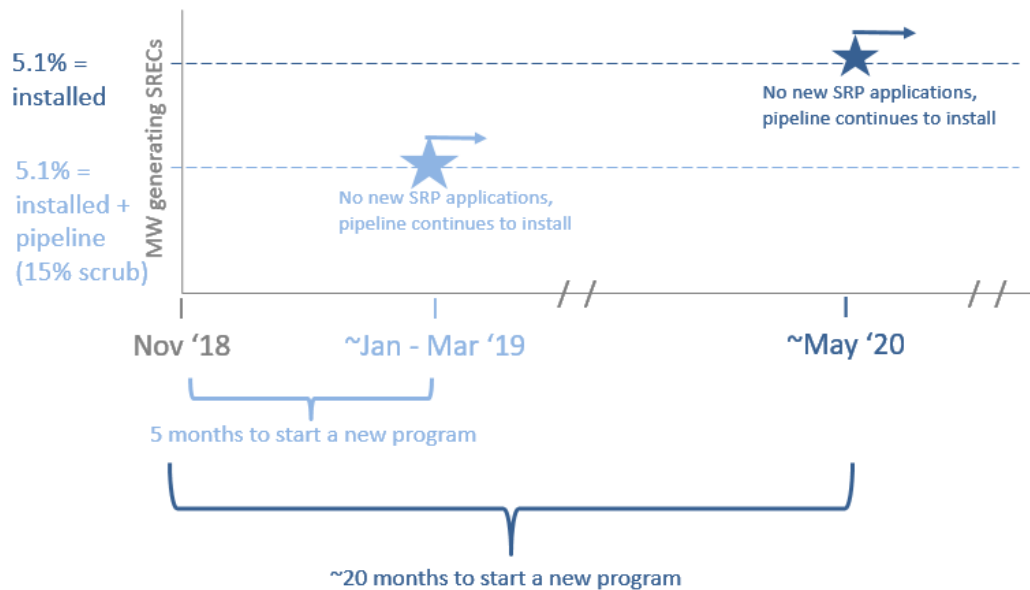 MW generating SRECs
5.1% =
installed
5.1% =
installed +
pipeline
(15% scrub)
No new SRP applications,
pipeline continues to install
No new SRP applications,
pipeline continues to install
Nov ‘18
~Jan - Mar ‘19
~May ‘20
5 months to start a new program
~20 months to start a new program